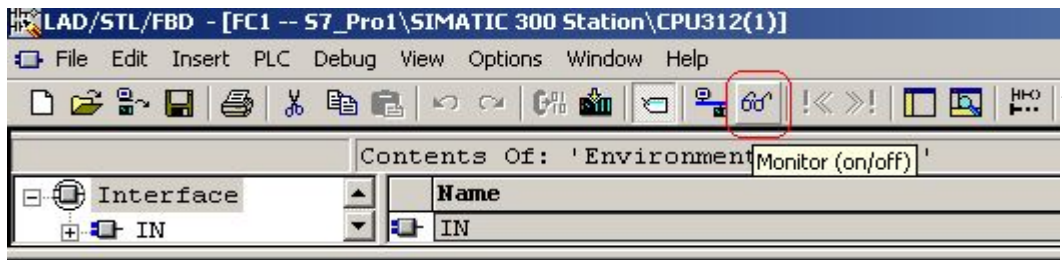 LAD/STL/FBD - [FC1 -- S7_Pro1\SIMATIC 300 Station\CPU312(1)]
File Edit Insert PLC Debug View Options Window Help
Contents Of: 'Environment '
Monitor (on/off)
Interface
Name
IN
IN